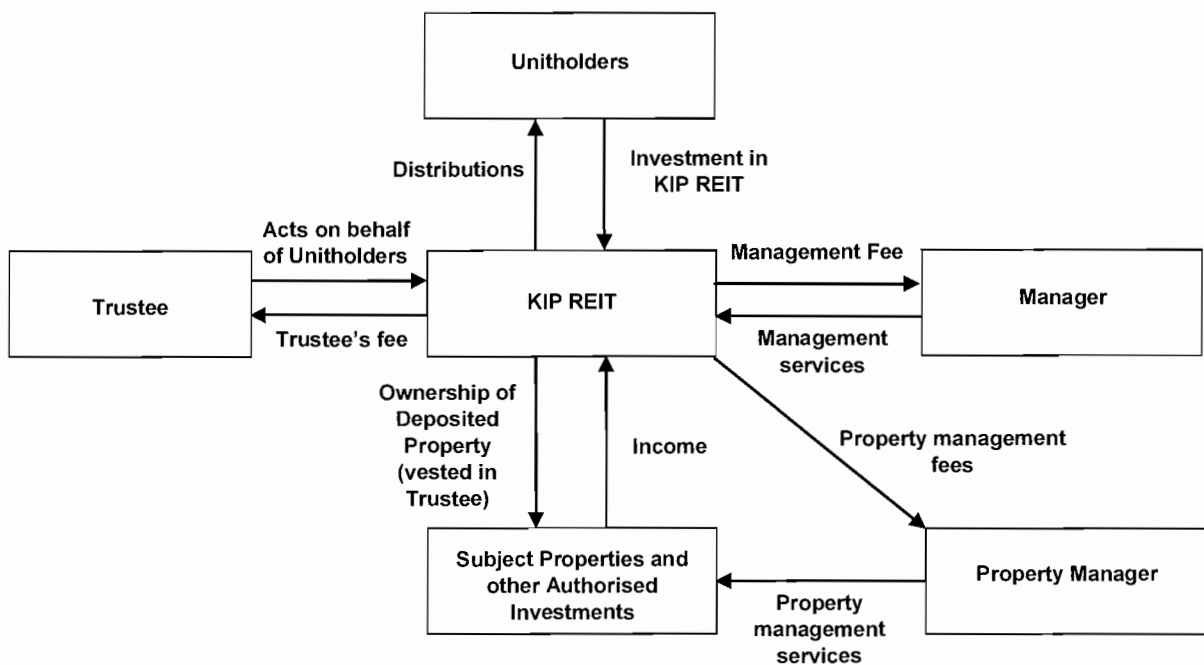 Unitholders
Distributions
Investment in
KIP REIT
Acts on behalf
of Unitholders
Management Fee
Trustee
KIP REIT
Manager
Trustee's fee
Management
services
Ownership of
Deposited
Property
(vested in
Trustee)
Income
Property management
fees
Subject Properties and
other Authorised
Investments
Property Manager
Property
management
services